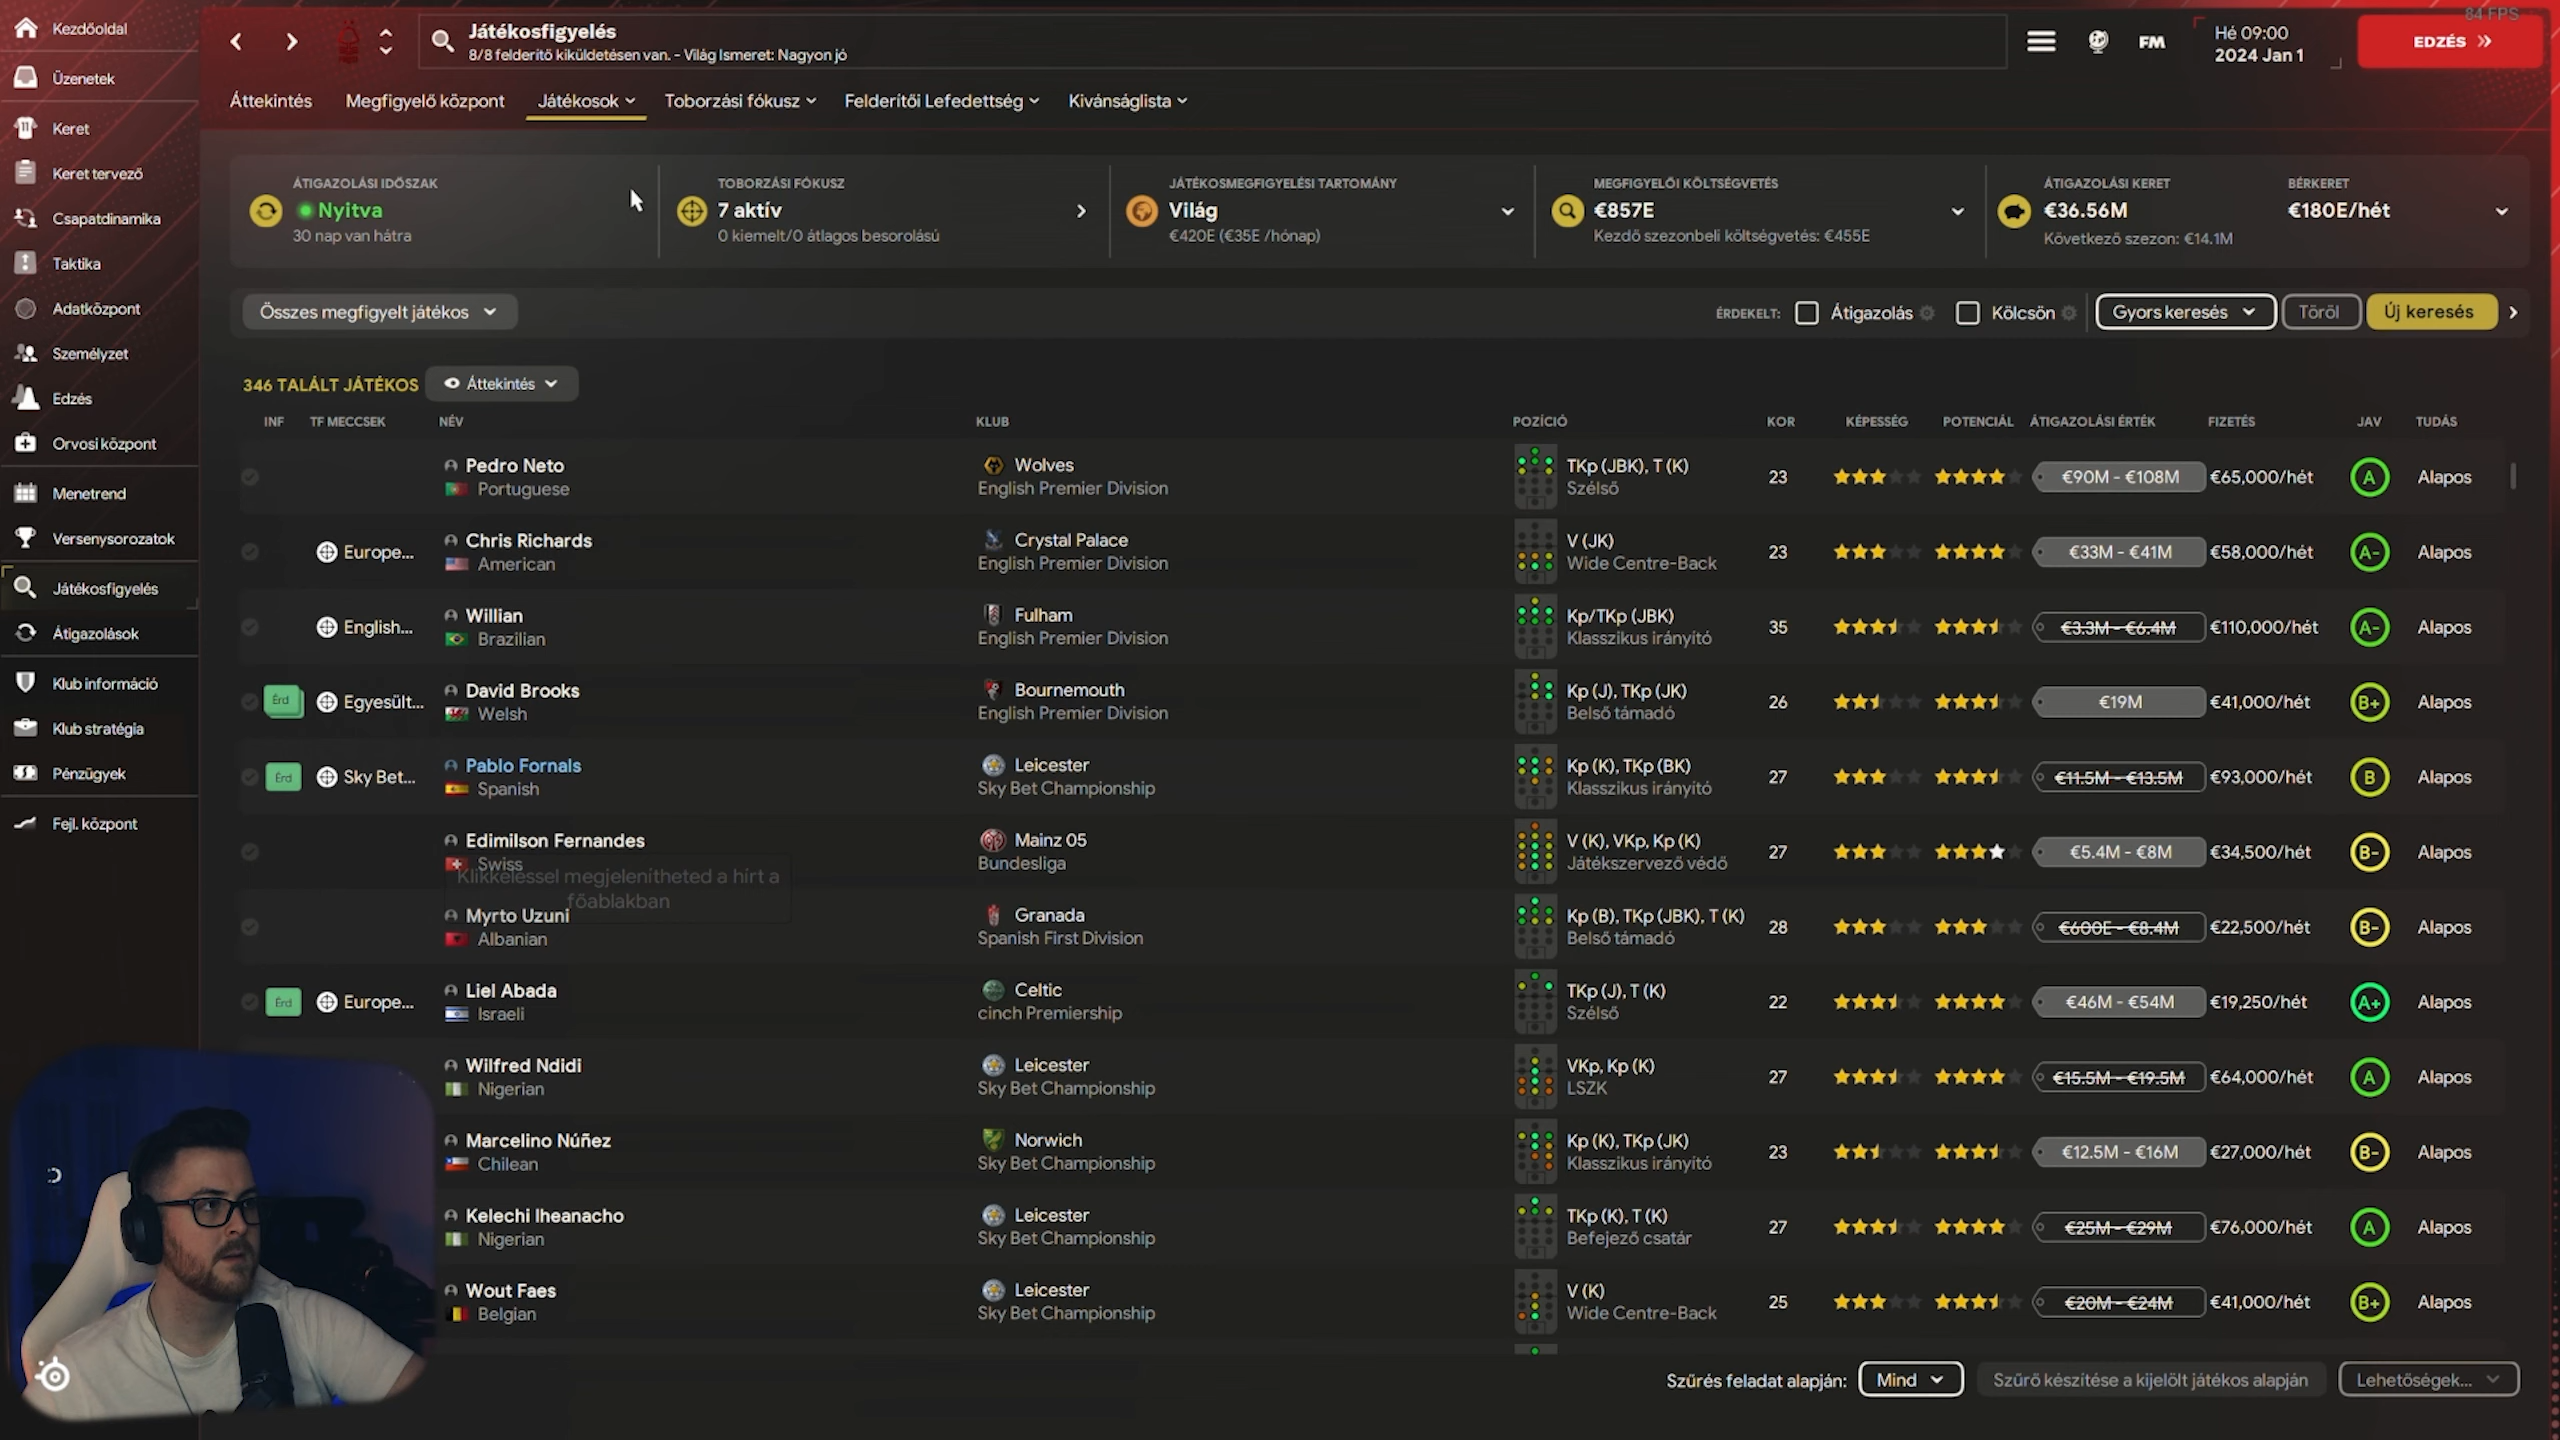 84 FPS
Kezdőoldal
Üzenetek
Keret
Keret tervező
Csapatdinamika
Taktika
Adatközpont
Személyzet
Edzés
Orvosi központ
Menetrend
Versenysorozatok
Játékosfigyelés
Átigazolások
Klub információ
Klub stratégia
Pénzügyek
Fejl. központ
Játékosfigyelés
8/8 felderítő kiküldetésen van. - Világ Ismeret: Nagyon jó
FM
Hé 09:00
2024 Jan 1
EDZÉS
Áttekintés Megfigyelő központ Játékosok Toborzási fókusz Felderítői Lefedettség Kívánságlista
ÁTIGAZOLÁSI IDŐSZAK
Nyitva
30 nap van hátra
TOBORZÁSI FÓKUSZ
7 aktív
0 kiemelt/0 átlagos besorolású
JÁTÉKOSMEGFIGYELÉSI TARTOMÁNY
Világ
€420E (€35E /hónap)
MEGFIGYELŐI KÖLTSÉGVETÉS
€857E
Kezdő szezonbeli költségvetés: €455E
ÁTIGAZOLÁSI KERET
€36.56M
Következő szezon: €14.1M
BÉRKERET
€180E/hét
Összes megfigyelt játékos ÉRDEKELT: Átigazolás Kölcsön Gyors keresés Töröl Új keresés
346 TALÁLT JÁTÉKOS Áttekintés
INF TF MECCSEK NÉV KLUB POZÍCIÓ KOR KÉPESSÉG POTENCIÁL ÁTIGAZOLÁSI ÉRTÉK FIZETÉS JAV TUDÁS
Pedro Neto Wolves TKp (JBK), T (K) 23 €90M - €108M €65,000/hét A Alapos
Portuguese English Premier Division Szélső
Europe... Chris Richards Crystal Palace V (JK) 23 €33M - €41M €58,000/hét A- Alapos
American English Premier Division Wide Centre-Back
English... Willian Fulham Kp/TKp (JBK) 35 €3.3M - €6.4M €110,000/hét A- Alapos
Brazilian English Premier Division Klasszikus irányító
Érd Egyesült... David Brooks Bournemouth Kp (J), TKp (JK) 26 €19M €41,000/hét B+ Alapos
Welsh English Premier Division Belső támadó
Érd Sky Bet... Pablo Fornals Leicester Kp (K), TKp (BK) 27 €11.5M - €13.5M €93,000/hét B Alapos
Spanish Sky Bet Championship Klasszikus irányító
Edimilson Fernandes Mainz 05 V (K), VKp, Kp (K) 27 €5.4M - €8M €34,500/hét B- Alapos
Swiss Bundesliga Játékszervező védő
Klikkeléssel megjelenítheted a hírt a
főablakban
Myrto Uzuni Granada Kp (B), TKp (JBK), T (K) 28 €600E - €8.4M €22,500/hét B- Alapos
Albanian Spanish First Division Belső támadó
Érd Europe... Liel Abada Celtic TKp (J), T (K) 22 €46M - €54M €19,250/hét A+ Alapos
Israeli cinch Premiership Szélső
Wilfred Ndidi Leicester VKp, Kp (K) 27 €15.5M - €19.5M €64,000/hét A Alapos
Nigerian Sky Bet Championship LSZK
Marcelino Núñez Norwich Kp (K), TKp (JK) 23 €12.5M - €16M €27,000/hét B- Alapos
Chilean Sky Bet Championship Klasszikus irányító
Kelechi Iheanacho Leicester TKp (K), T (K) 27 €25M - €29M €76,000/hét A Alapos
Nigerian Sky Bet Championship Befejező csatár
Wout Faes Leicester V (K) 25 €20M - €24M €41,000/hét B+ Alapos
Belgian Sky Bet Championship Wide Centre-Back
Szűrés feladat alapján: Mind Szűrő készítése a kijelölt játékos alapján Lehetőségek...